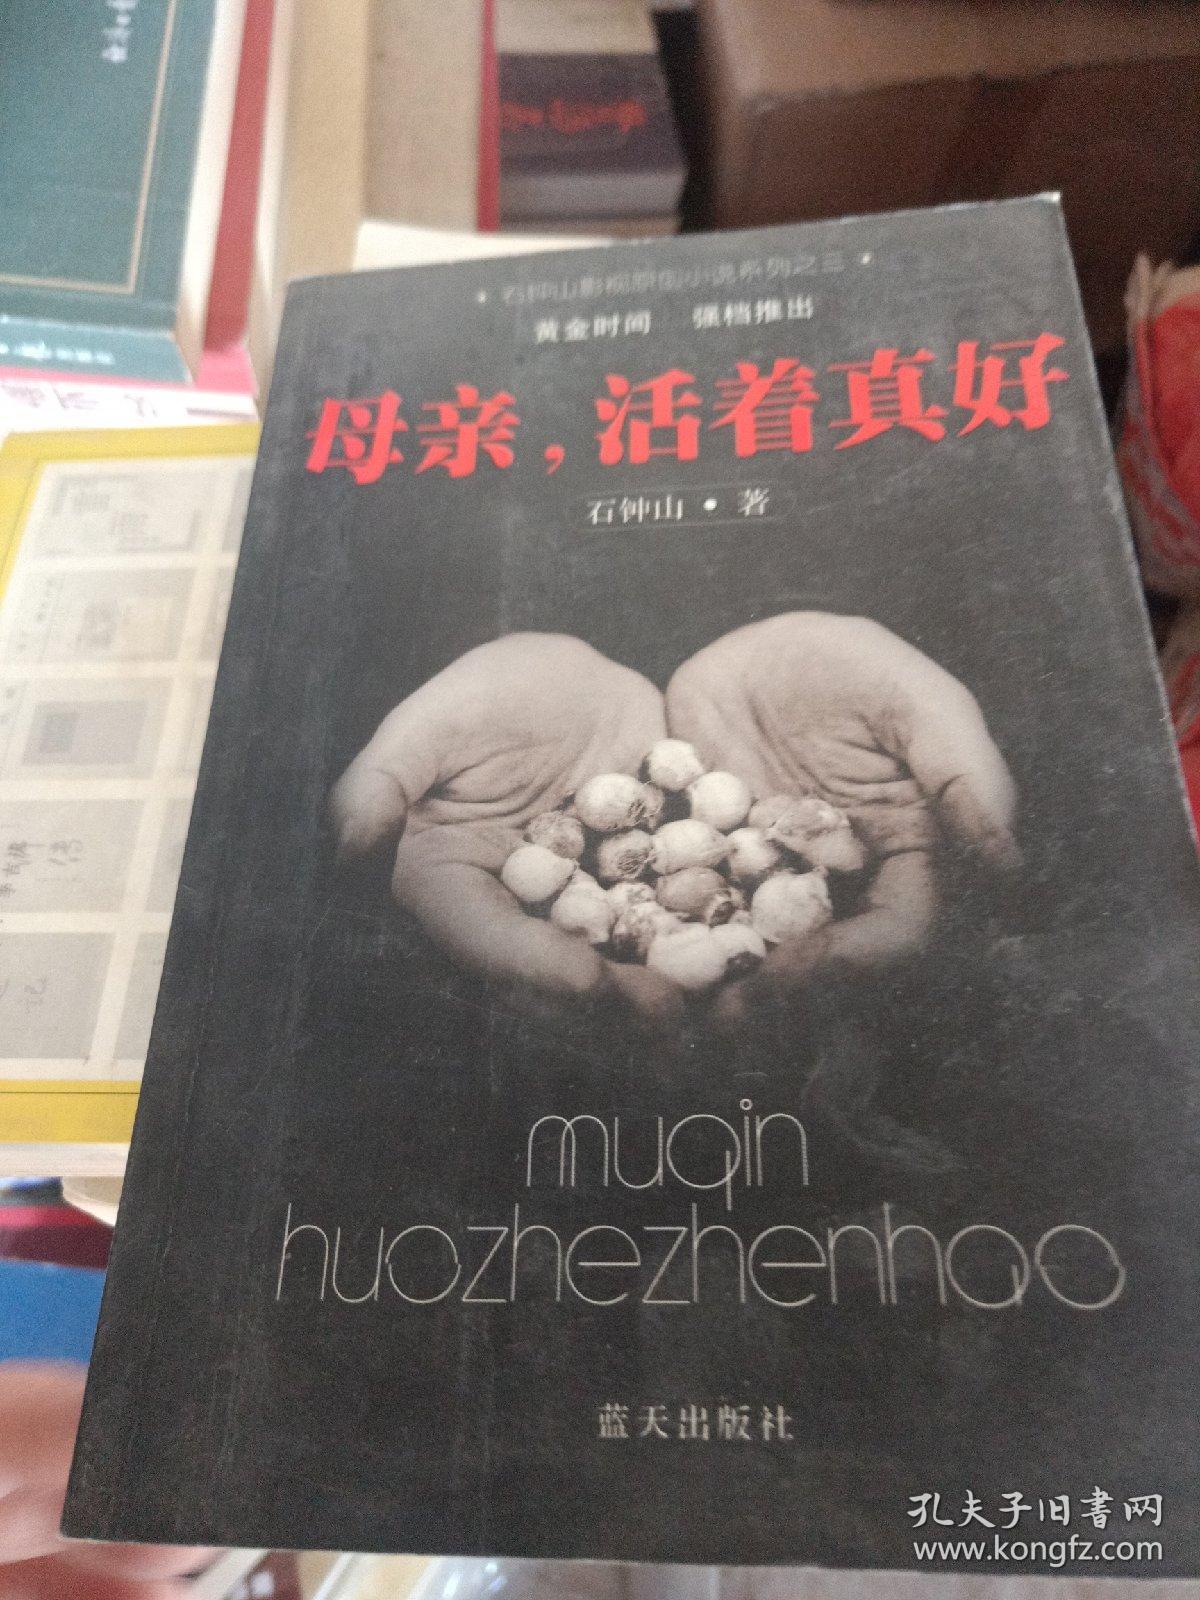 石钟山影视原创小说系列之三
黄金时间 强档推出
母亲，活着真好
石钟山·著
muqin
huozhezhenhao
蓝天出版社
孔夫子旧书网
www.kongfz.com